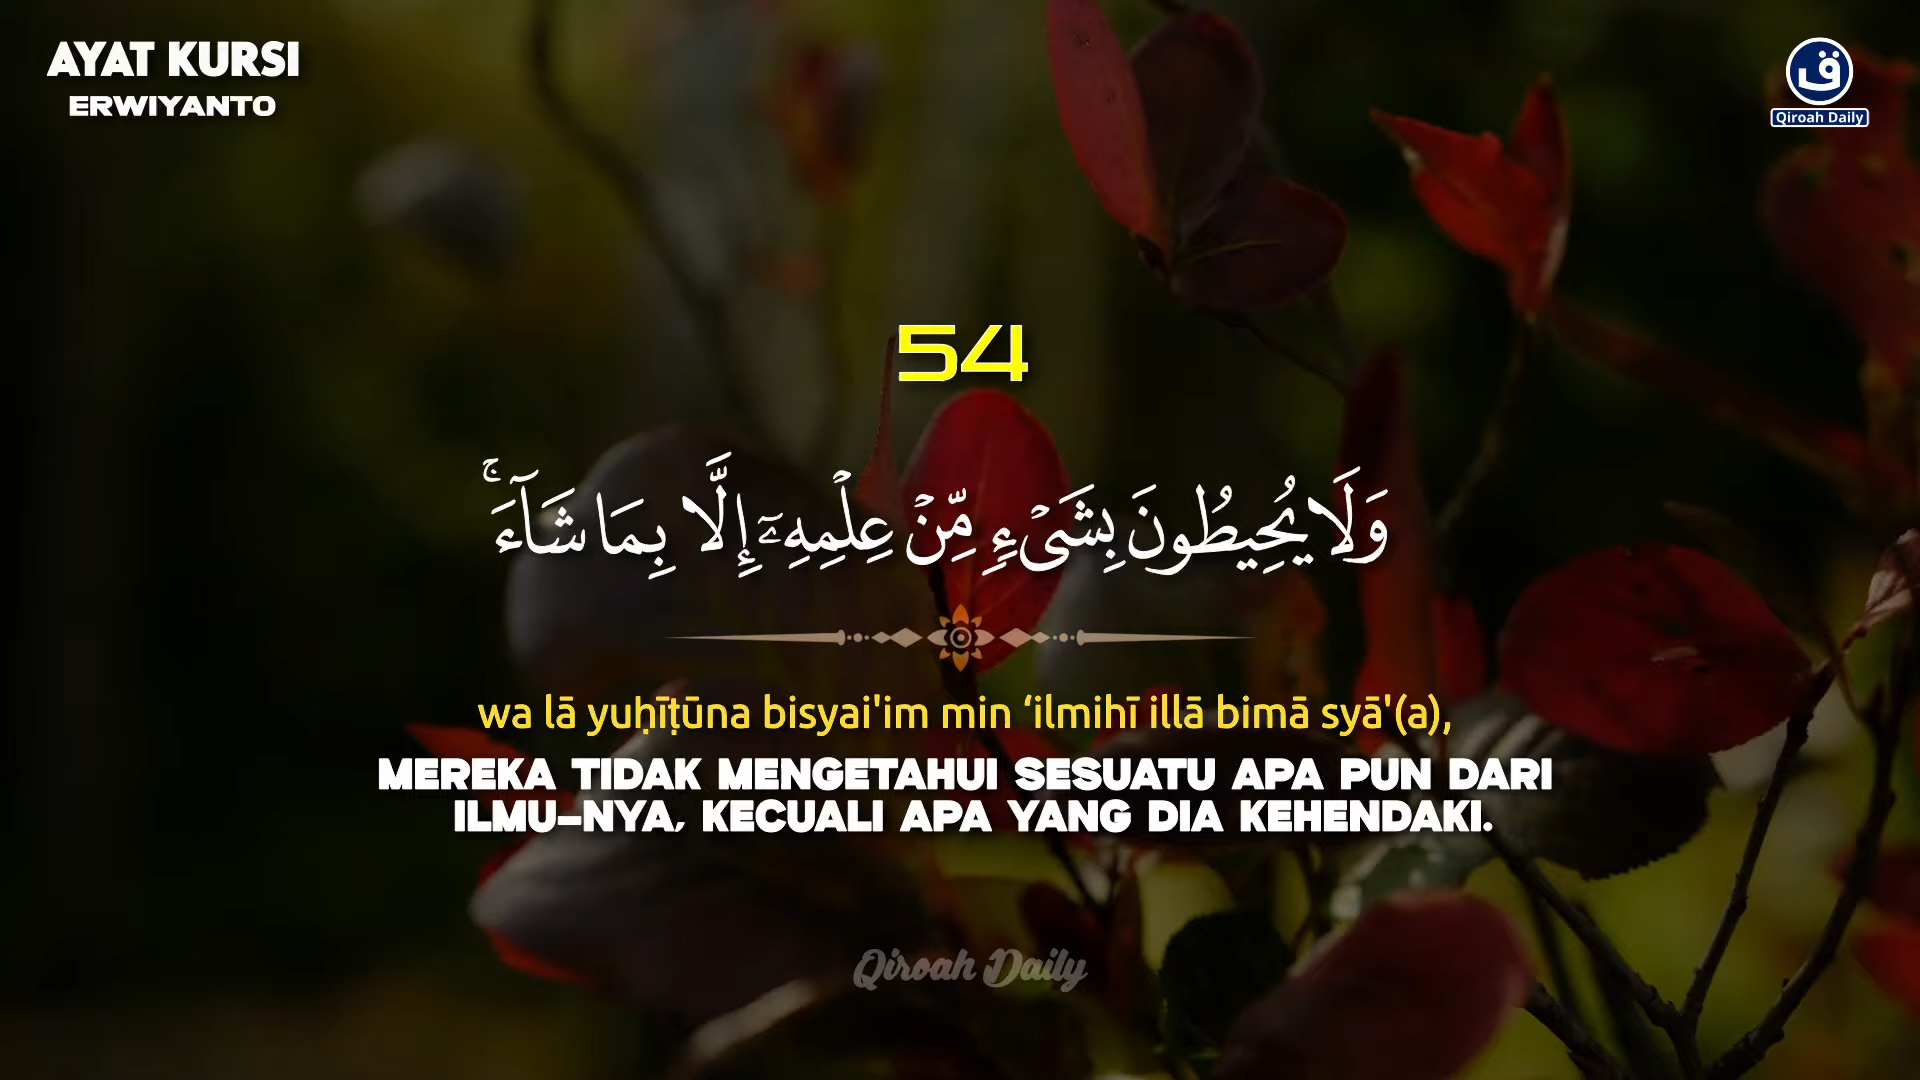 AYAT KURSI
ERWIYANTO
ق
Qiroah Daily
54
وَلَا يُحِيطُونَ بِشَىْءٍ مِّنْ عِلْمِهِۦٓ إِلَّا بِمَا شَآءَ ۚ
wa lā yuḥīṭūna bisyai'im min ‘ilmihī illā bimā syā'(a),
MEREKA TIDAK MENGETAHUI SESUATU APA PUN DARI
ILMU-NYA, KECUALI APA YANG DIA KEHENDAKI.
Qiroah Daily